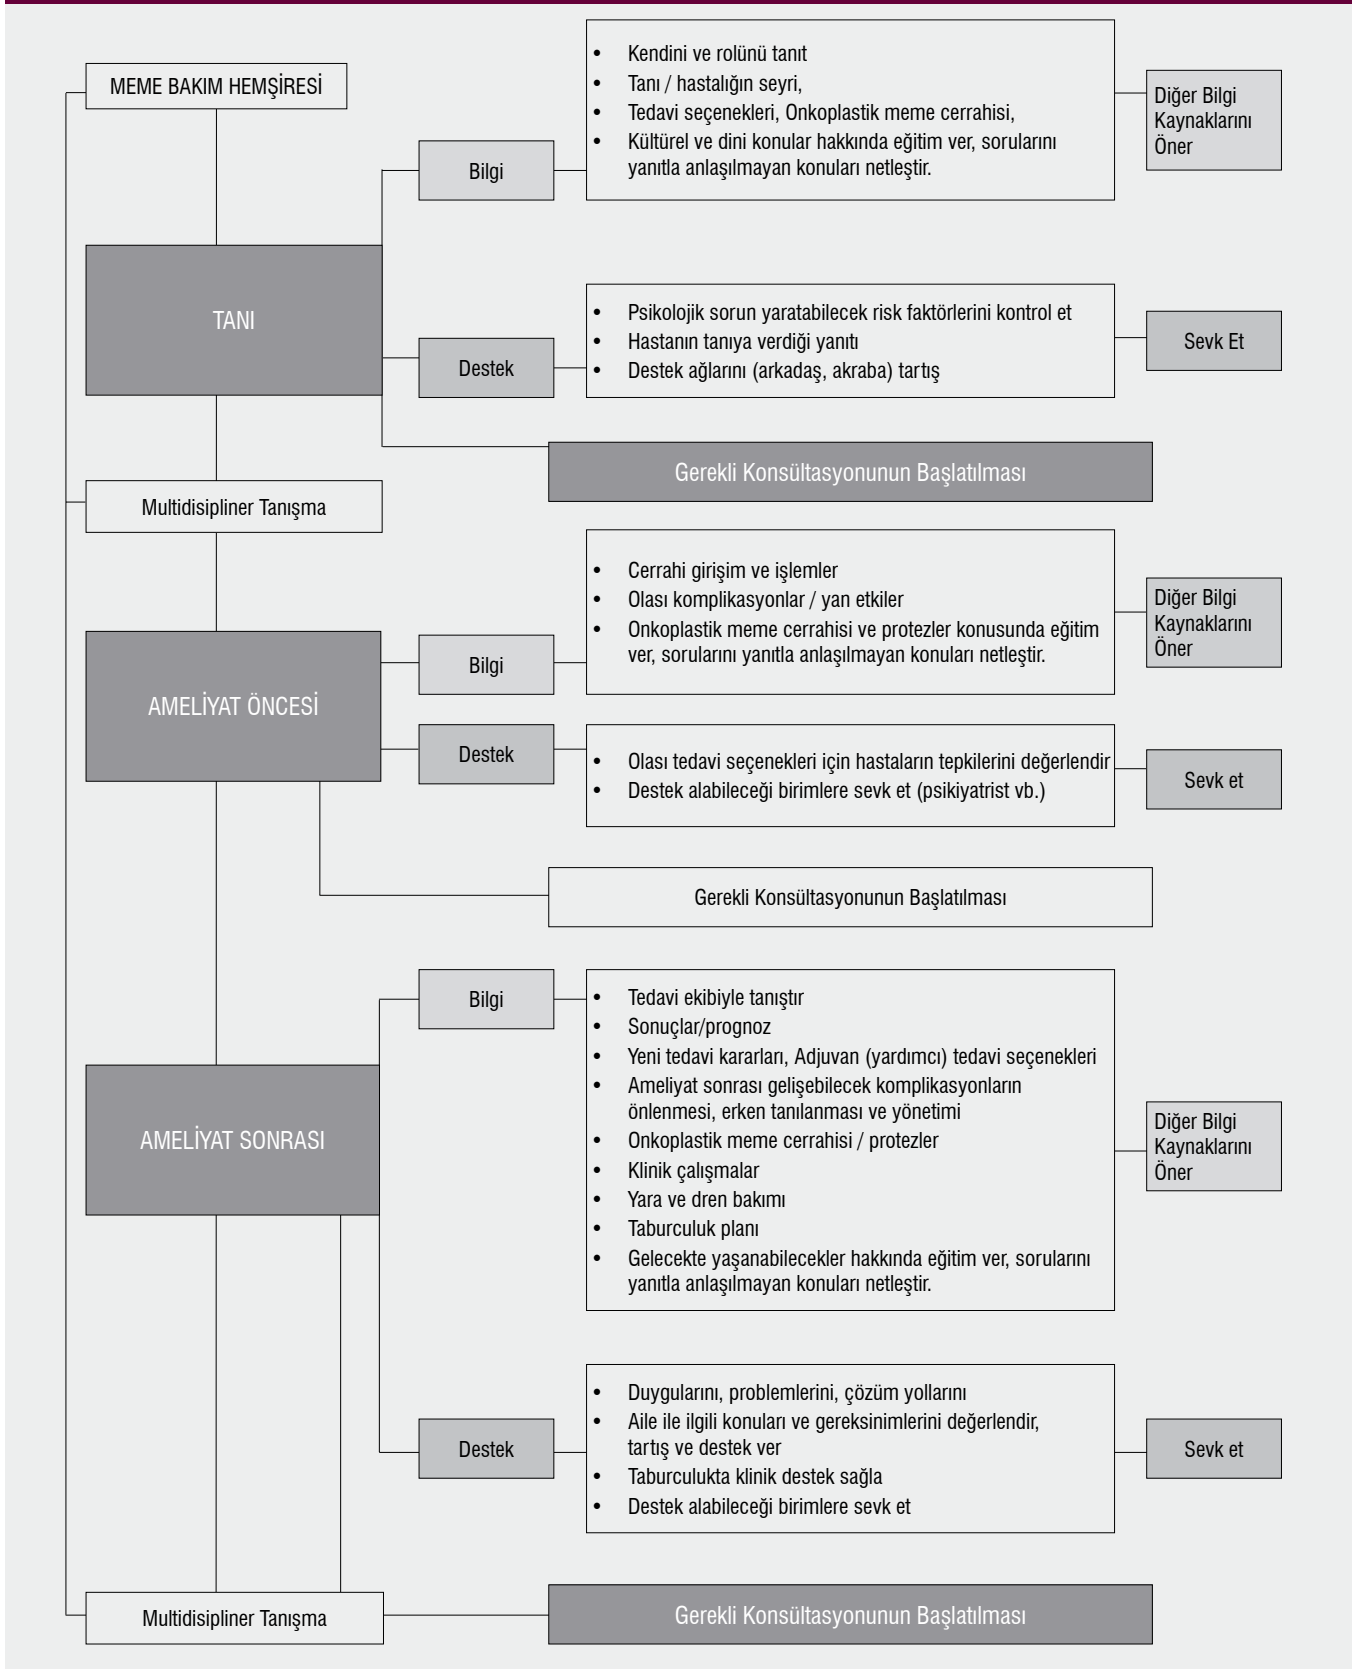 MEME BAKIM HEMŞİRESİ
• Kendini ve rolünü tanıt
• Tanı / hastalığın seyri,
• Tedavi seçenekleri, Onkoplastik meme cerrahisi,
• Kültürel ve dini konular hakkında eğitim ver, sorularını
yanıtla anlaşılmayan konuları netleştir.
Diğer Bilgi
Kaynaklarını
Öner
Bilgi
TANI
• Psikolojik sorun yaratabilecek risk faktörlerini kontrol et
• Hastanın tanıya verdiği yanıtı
• Destek ağlarını (arkadaş, akraba) tartış
Sevk Et
Destek
Gerekli Konsültasyonunun Başlatılması
Multidisipliner Tanışma
• Cerrahi girişim ve işlemler
• Olası komplikasyonlar / yan etkiler
• Onkoplastik meme cerrahisi ve protezler konusunda eğitim
ver, sorularını yanıtla anlaşılmayan konuları netleştir.
Diğer Bilgi
Kaynaklarını
Öner
Bilgi
AMELİYAT ÖNCESİ
Destek
• Olası tedavi seçenekleri için hastaların tepkilerini değerlendir
• Destek alabileceği birimlere sevk et (psikiyatrist vb.)
Sevk et
Gerekli Konsültasyonunun Başlatılması
Bilgi
• Tedavi ekibiyle tanıştır
• Sonuçlar/prognoz
• Yeni tedavi kararları, Adjuvan (yardımcı) tedavi seçenekleri
• Ameliyat sonrası gelişebilecek komplikasyonların
önlenmesi, erken tanılanması ve yönetimi
• Onkoplastik meme cerrahisi / protezler
• Klinik çalışmalar
• Yara ve dren bakımı
• Taburculuk planı
• Gelecekte yaşanabilecekler hakkında eğitim ver, sorularını
yanıtla anlaşılmayan konuları netleştir.
Diğer Bilgi
Kaynaklarını
Öner
AMELİYAT SONRASI
• Duygularını, problemlerini, çözüm yollarını
• Aile ile ilgili konuları ve gereksinimlerini değerlendir,
tartış ve destek ver
• Taburculukta klinik destek sağla
• Destek alabileceği birimlere sevk et
Destek
Sevk et
Multidisipliner Tanışma
Gerekli Konsültasyonunun Başlatılması